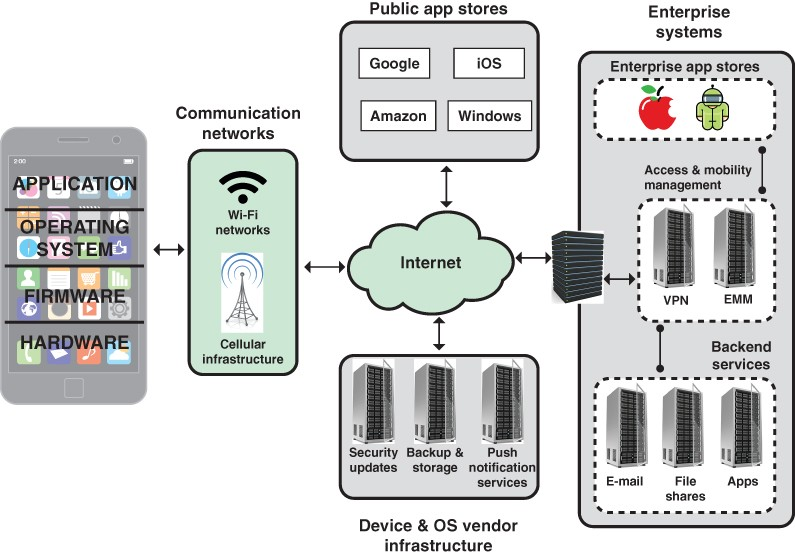 Public app stores
Google
iOS
Amazon
Windows
Enterprise
systems
Enterprise app stores
Communication
networks
Wi-Fi
networks
Cellular
infrastructure
2:00
APPLICATION
OPERATING
SYSTEM
FIRMWARE
HARDWARE
Internet
Access & mobility
management
VPN
EMM
Backend
services
E-mail
File
shares
Apps
Security
updates
Backup &
storage
Push
notification
services
Device & OS vendor
infrastructure